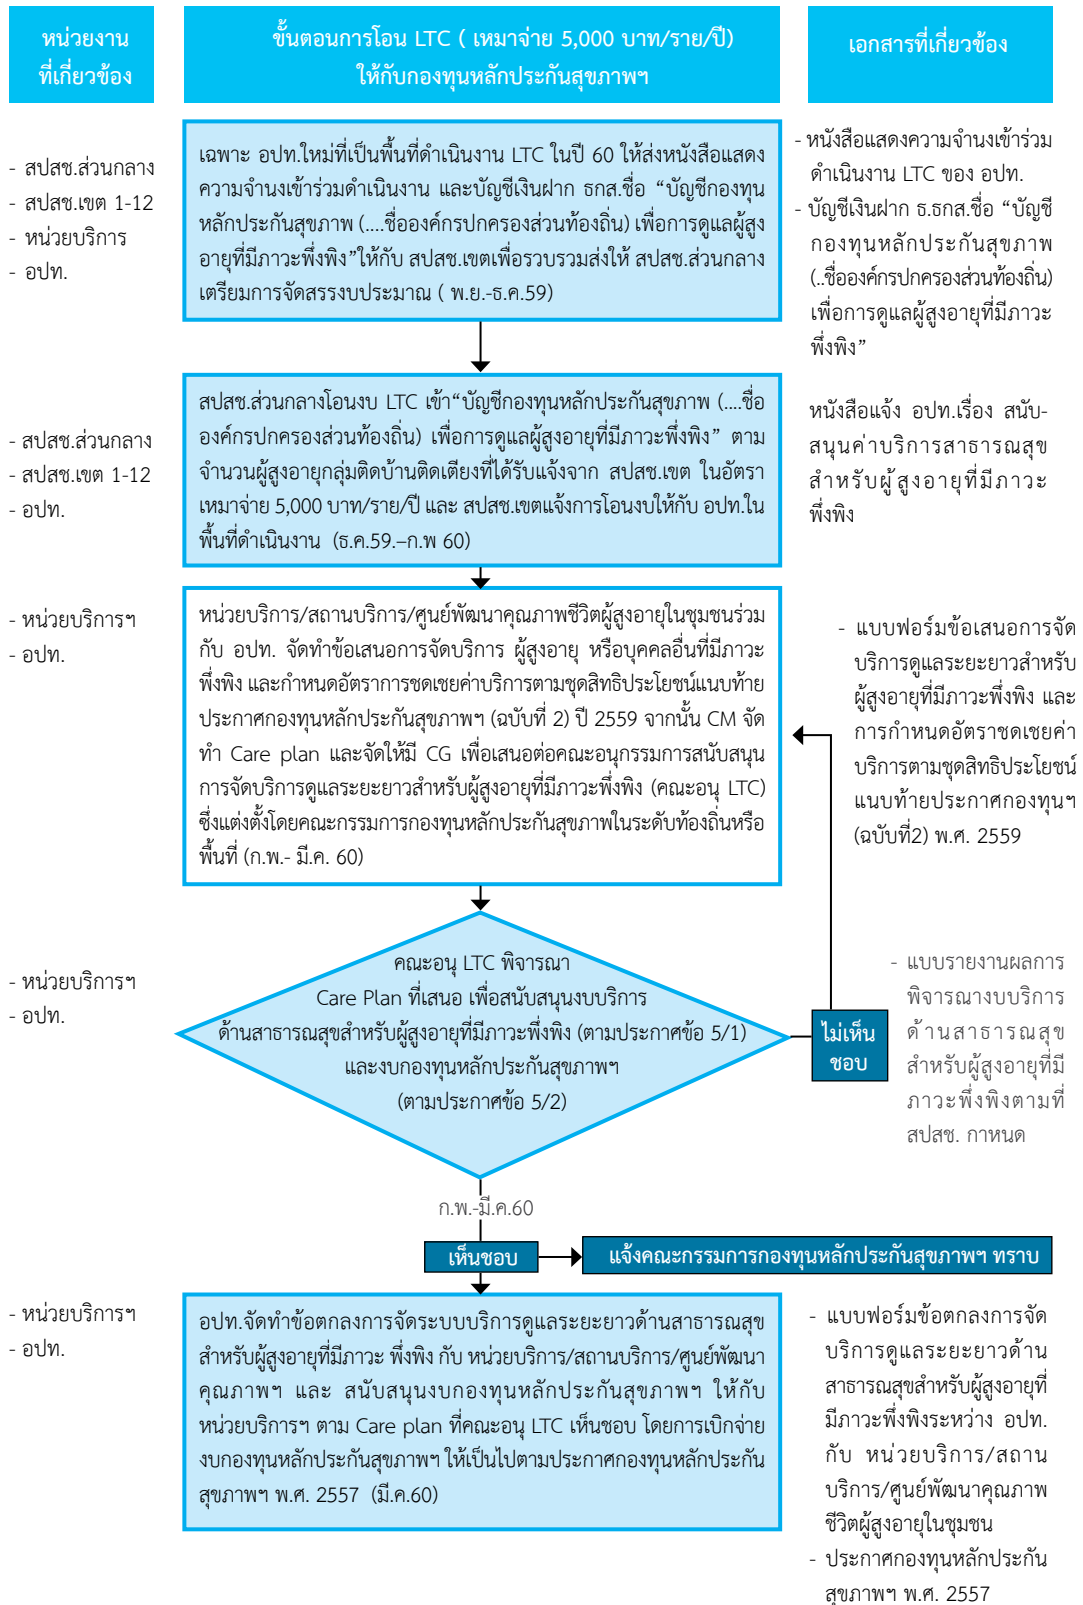 หน่วยงาน
ที่เกี่ยวข้อง
ขั้นตอนการโอน LTC ( เหมาจ่าย 5,000 บาท/ราย/ปี)
ให้กับกองทุนหลักประกันสุขภาพฯ
เอกสารที่เกี่ยวข้อง
- สปสช.ส่วนกลาง
- สปสช.เขต 1-12
- หน่วยบริการ
- อปท.
เฉพาะ อปท.ใหม่ที่เป็นพื้นที่ดำเนินงาน LTC ในปี 60 ให้ส่งหนังสือแสดง
ความจำนงเข้าร่วมดำเนินงาน และบัญชีเงินฝาก ธกส.ชื่อ “บัญชีกองทุน
หลักประกันสุขภาพ (....ชื่อองค์กรปกครองส่วนท้องถิ่น) เพื่อการดูแลผู้สูง
อายุที่มีภาวะพึ่งพิง”ให้กับ สปสช.เขตเพื่อรวบรวมส่งให้ สปสช.ส่วนกลาง
เตรียมการจัดสรรงบประมาณ ( พ.ย.-ธ.ค.59)
- หนังสือแสดงความจำนงเข้าร่วม
ดำเนินงาน LTC ของ อปท.
- บัญชีเงินฝาก ธ.ธกส.ชื่อ “บัญชี
กองทุนหลักประกันสุขภาพ
(..ชื่อองค์กรปกครองส่วนท้องถิ่น)
เพื่อการดูแลผู้สูงอายุที่มีภาวะ
พึ่งพิง”
- สปสช.ส่วนกลาง
- สปสช.เขต 1-12
- อปท.
สปสช.ส่วนกลางโอนงบ LTC เข้า“บัญชีกองทุนหลักประกันสุขภาพ (....ชื่อ
องค์กรปกครองส่วนท้องถิ่น) เพื่อการดูแลผู้สูงอายุที่มีภาวะพึ่งพิง” ตาม
จำนวนผู้สูงอายุกลุ่มติดบ้านติดเตียงที่ได้รับแจ้งจาก สปสช.เขต ในอัตรา
เหมาจ่าย 5,000 บาท/ราย/ปี และ สปสช.เขตแจ้งการโอนงบให้กับ อปท.ใน
พื้นที่ดำเนินงาน (ธ.ค.59.–ก.พ 60)
หนังสือแจ้ง อปท.เรื่อง สนับ-
สนุนค่าบริการสาธารณสุข
สำหรับผู้สูงอายุที่มีภาวะ
พึ่งพิง
- หน่วยบริการฯ
- อปท.
หน่วยบริการ/สถานบริการ/ศูนย์พัฒนาคุณภาพชีวิตผู้สูงอายุในชุมชนร่วม
กับ อปท. จัดทำข้อเสนอการจัดบริการ ผู้สูงอายุ หรือบุคคลอื่นที่มีภาวะ
พึ่งพิง และกำหนดอัตราการชดเชยค่าบริการตามชุดสิทธิประโยชน์แนบท้าย
ประกาศกองทุนหลักประกันสุขภาพฯ (ฉบับที่ 2) ปี 2559 จากนั้น CM จัด
ทำ Care plan และจัดให้มี CG เพื่อเสนอต่อคณะอนุกรรมการสนับสนุน
การจัดบริการดูแลระยะยาวสำหรับผู้สูงอายุที่มีภาวะพึ่งพิง (คณะอนุ LTC)
ซึ่งแต่งตั้งโดยคณะกรรมการกองทุนหลักประกันสุขภาพในระดับท้องถิ่นหรือ
พื้นที่ (ก.พ.- มี.ค. 60)
- แบบฟอร์มข้อเสนอการจัด
บริการดูแลระยะยาวสำหรับ
ผู้สูงอายุที่มีภาวะพึ่งพิง และ
การกำหนดอัตราชดเชยค่า
บริการตามชุดสิทธิประโยชน์
แนบท้ายประกาศกองทุนฯ
(ฉบับที่2) พ.ศ. 2559
- หน่วยบริการฯ
- อปท.
คณะอนุ LTC พิจารณา
Care Plan ที่เสนอ เพื่อสนับสนุนงบบริการ
ด้านสาธารณสุขสำหรับผู้สูงอายุที่มีภาวะพึ่งพิง (ตามประกาศข้อ 5/1)
และงบกองทุนหลักประกันสุขภาพฯ
(ตามประกาศข้อ 5/2)
ไม่เห็น
ชอบ
- แบบรายงานผลการ
พิจารณางบบริการ
ด้านสาธารณสุข
สำหรับผู้สูงอายุที่มี
ภาวะพึ่งพิงตามที่
สปสช. กาหนด
ก.พ.-มี.ค.60
เห็นชอบ
แจ้งคณะกรรมการกองทุนหลักประกันสุขภาพฯ ทราบ
- หน่วยบริการฯ
- อปท.
อปท.จัดทำข้อตกลงการจัดระบบบริการดูแลระยะยาวด้านสาธารณสุข
สำหรับผู้สูงอายุที่มีภาวะ พึ่งพิง กับ หน่วยบริการ/สถานบริการ/ศูนย์พัฒนา
คุณภาพฯ และ สนับสนุนงบกองทุนหลักประกันสุขภาพฯ ให้กับ
หน่วยบริการฯ ตาม Care plan ที่คณะอนุ LTC เห็นชอบ โดยการเบิกจ่าย
งบกองทุนหลักประกันสุขภาพฯ ให้เป็นไปตามประกาศกองทุนหลักประกัน
สุขภาพฯ พ.ศ. 2557 (มี.ค.60)
- แบบฟอร์มข้อตกลงการจัด
บริการดูแลระยะยาวด้าน
สาธารณสุขสำหรับผู้สูงอายุที่
มีภาวะพึ่งพิงระหว่าง อปท.
กับ หน่วยบริการ/สถาน
บริการ/ศูนย์พัฒนาคุณภาพ
ชีวิตผู้สูงอายุในชุมชน
- ประกาศกองทุนหลักประกัน
สุขภาพฯ พ.ศ. 2557